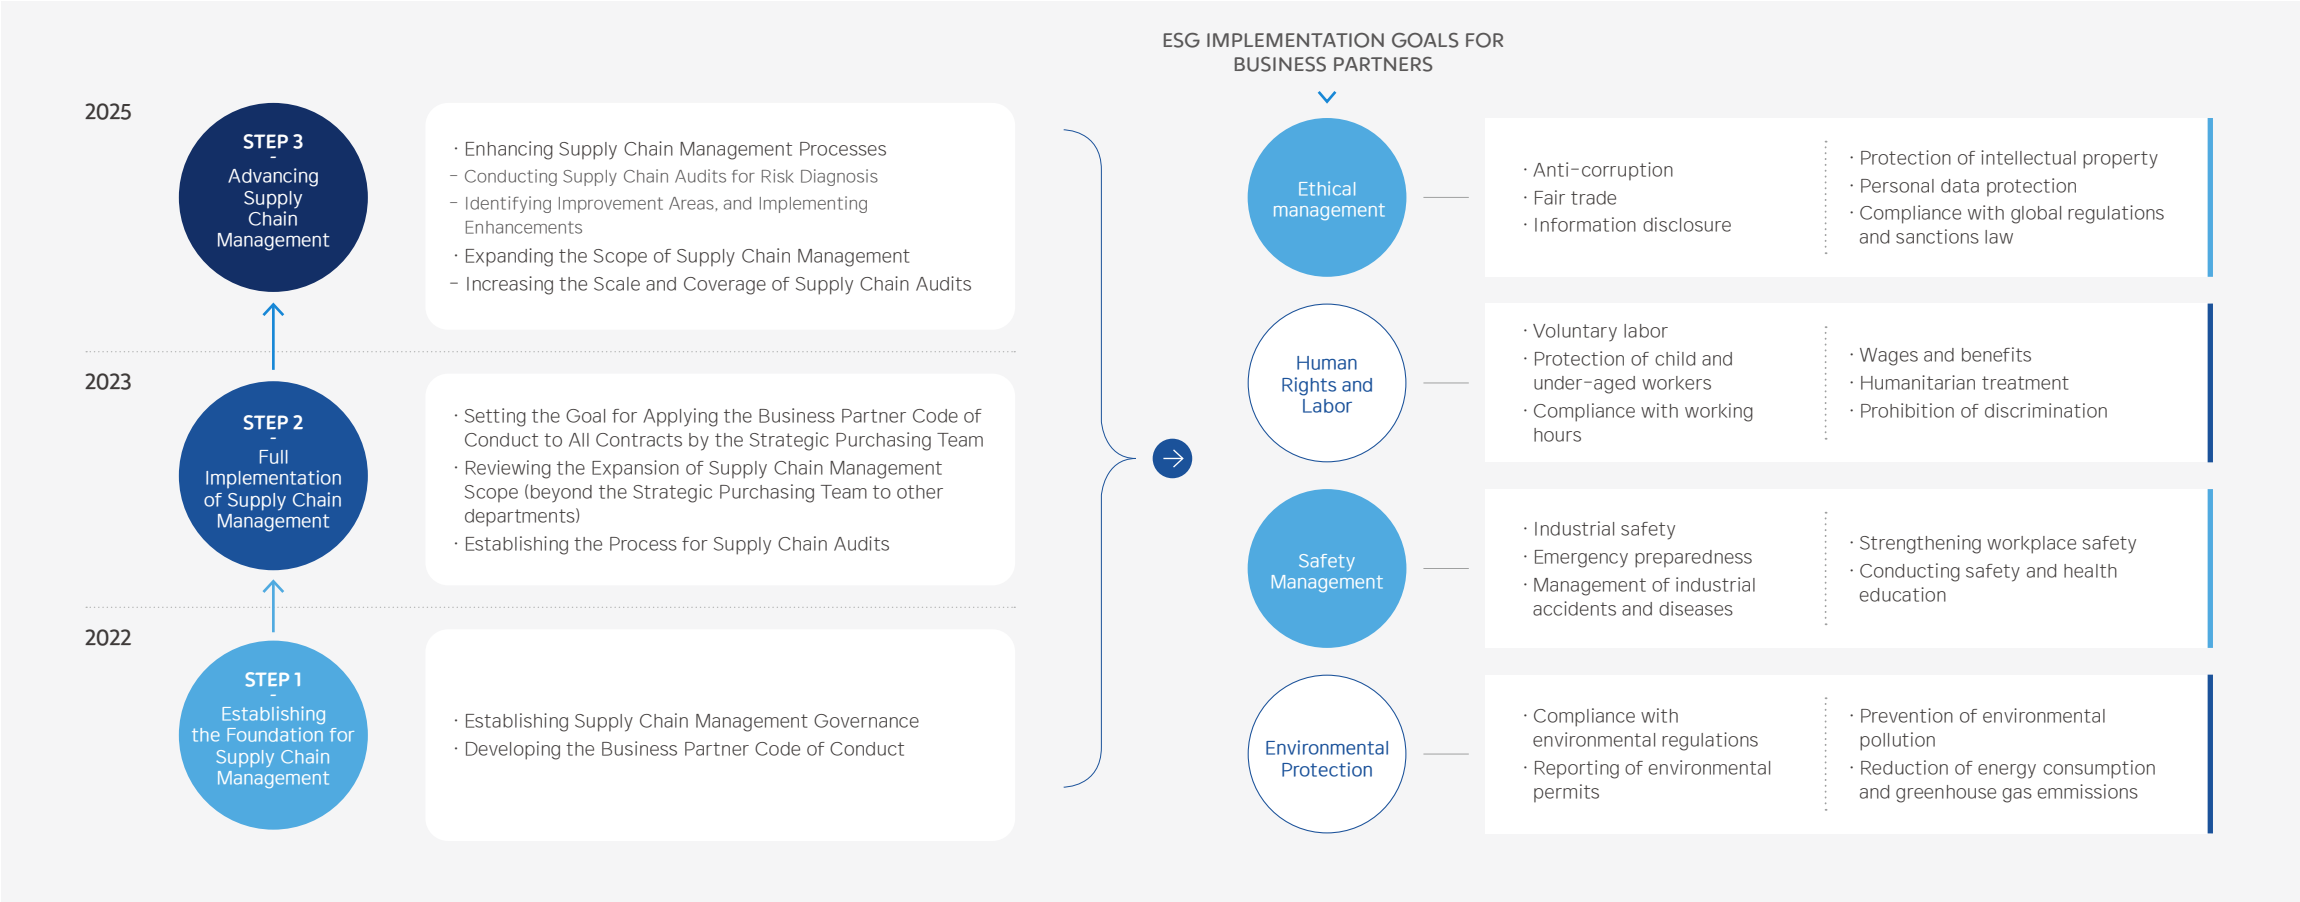 ESG IMPLEMENTATION GOALS FOR
BUSINESS PARTNERS
2025
STEP 3
-
Advancing
Supply
Chain
Management
· Enhancing Supply Chain Management Processes
- Conducting Supply Chain Audits for Risk Diagnosis
- Identifying Improvement Areas, and Implementing
Enhancements
· Expanding the Scope of Supply Chain Management
- Increasing the Scale and Coverage of Supply Chain Audits
2023
STEP 2
-
Full
Implementation
of Supply Chain
Management
· Setting the Goal for Applying the Business Partner Code of
Conduct to All Contracts by the Strategic Purchasing Team
· Reviewing the Expansion of Supply Chain Management
Scope (beyond the Strategic Purchasing Team to other
departments)
· Establishing the Process for Supply Chain Audits
2022
STEP 1
-
Establishing
the Foundation for
Supply Chain
Management
· Establishing Supply Chain Management Governance
· Developing the Business Partner Code of Conduct
Ethical
management
· Anti-corruption
· Fair trade
· Information disclosure
· Protection of intellectual property
· Personal data protection
· Compliance with global regulations
and sanctions law
Human
Rights and
Labor
· Voluntary labor
· Protection of child and
under-aged workers
· Compliance with working
hours
· Wages and benefits
· Humanitarian treatment
· Prohibition of discrimination
Safety
Management
· Industrial safety
· Emergency preparedness
· Management of industrial
accidents and diseases
· Strengthening workplace safety
· Conducting safety and health
education
Environmental
Protection
· Compliance with
environmental regulations
· Reporting of environmental
permits
· Prevention of environmental
pollution
· Reduction of energy consumption
and greenhouse gas emmissions